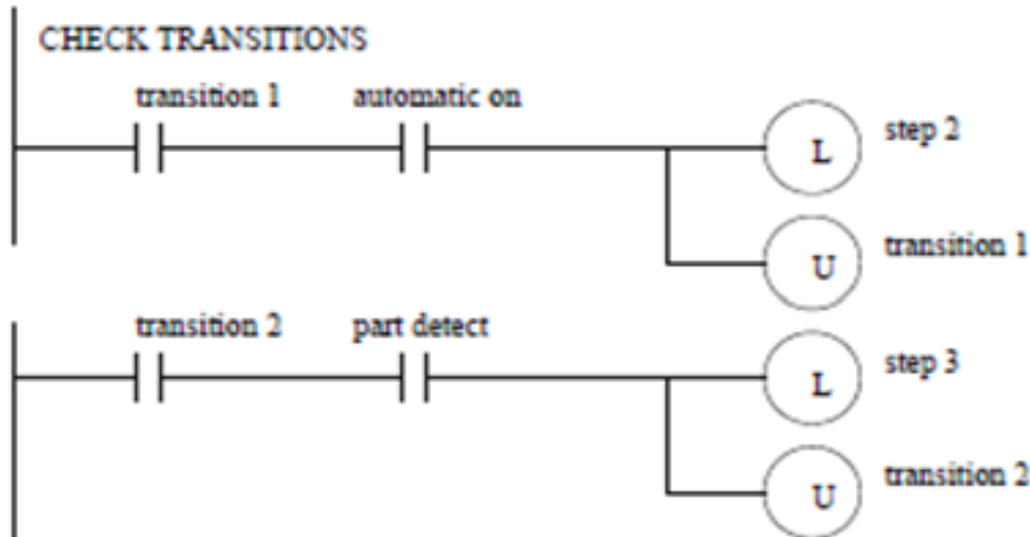 CHECK TRANSITIONS
transition 1 automatic on
L step 2
U transition 1
transition 2 part detect
L step 3
U transition 2